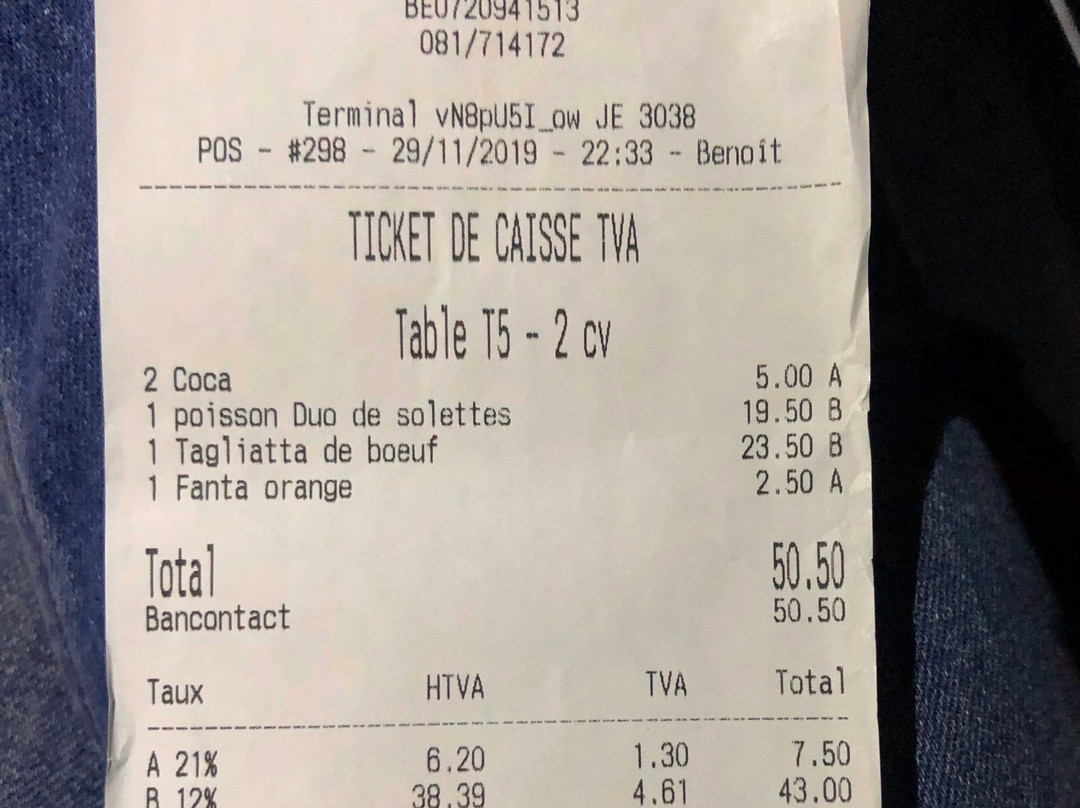 BE0720941513
081/714172
Terminal vN8pU5I_ow JE 3038
POS - #298 - 29/11/2019 - 22:33 - Benoît
TICKET DE CAISSE TVA
Table T5 - 2 cv
2 Coca 5.00 A
1 poisson Duo de solettes 19.50 B
1 Tagliatta de boeuf 23.50 B
1 Fanta orange 2.50 A
Total 50.50
Bancontact 50.50
Taux HTVA TVA Total
A 21% 6.20 1.30 7.50
B 12% 38.39 4.61 43.00